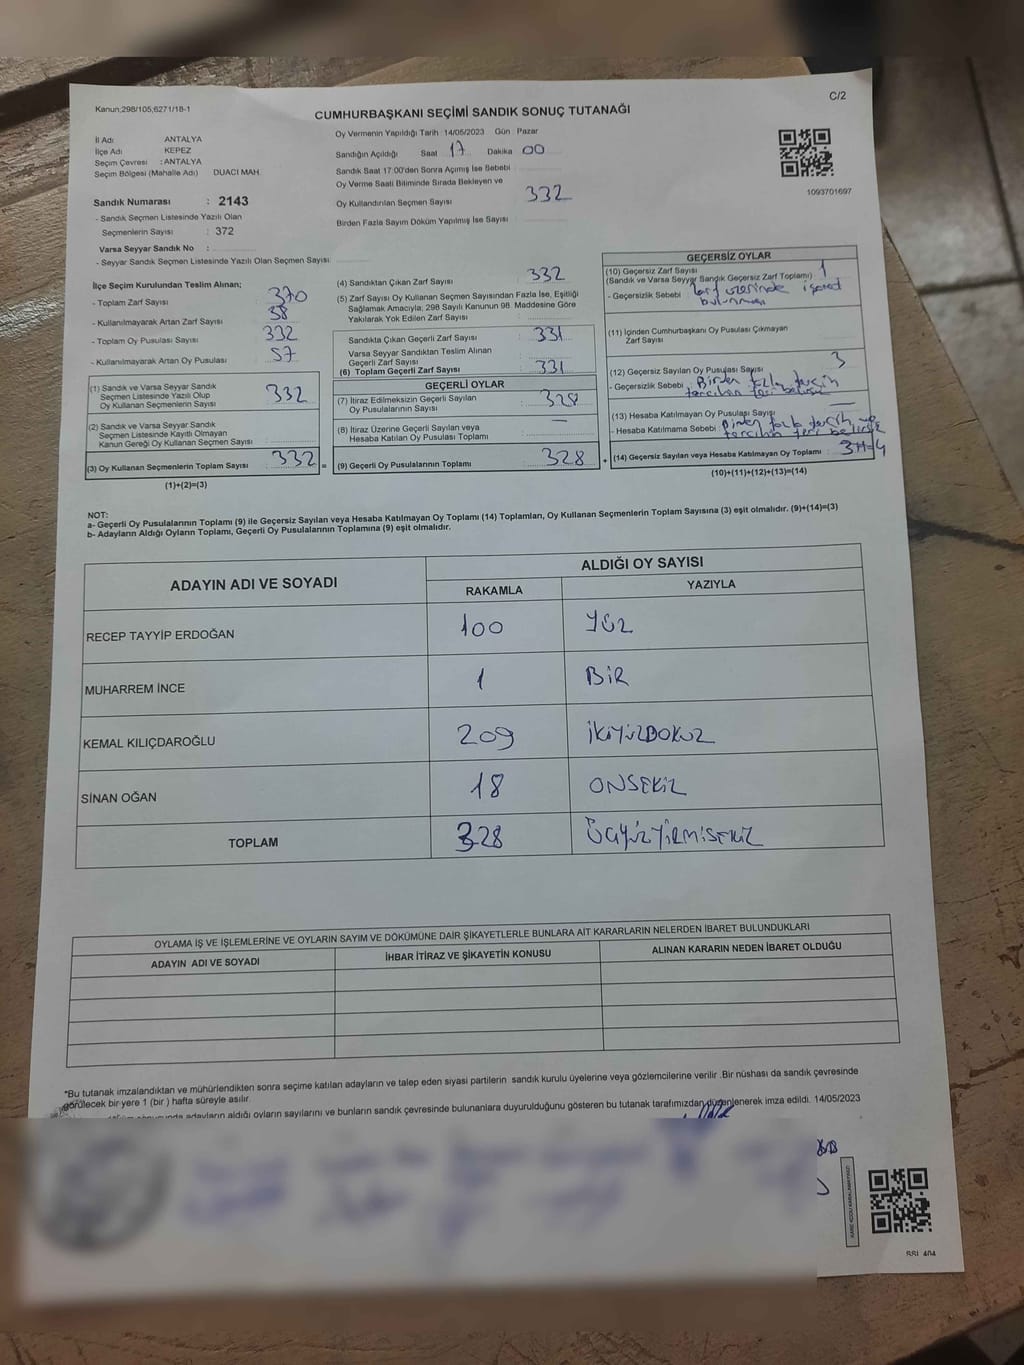 Kanun;298/105;6271/18-1
C/2
CUMHURBAŞKANI SEÇİMİ SANDIK SONUÇ TUTANAĞI
İl Adı ANTALYA
İlçe Adı KEPEZ
Seçim Çevresi : ANTALYA
Seçim Bölgesi (Mahalle Adı) DUACI MAH.
Sandık Numarası : 2143
- Sandık Seçmen Listesinde Yazılı Olan
Seçmenlerin Sayısı : 372
Varsa Seyyar Sandık No :
- Seyyar Sandık Seçmen Listesinde Yazılı Olan Seçmen Sayısı:
Oy Vermenin Yapıldığı Tarih : 14/05/2023 Gün : Pazar
Sandığın Açıldığı Saat 17 Dakika 00
Sandık Saat 17:00'den Sonra Açımış İse Sebebi
Oy Verme Saati Bitiminde Sırada Bekleyen ve
Oy Kullandırılan Seçmen Sayısı 332
Birden Fazla Sayım Döküm Yapılmış İse Sayısı
1093701697
İlçe Seçim Kurulundan Teslim Alınan;
- Toplam Zarf Sayısı 370
- Kullanılmayarak Artan Zarf Sayısı 38
- Toplam Oy Pusulası Sayısı 332
- Kullanılmayarak Artan Oy Pusulası 57
(1) Sandık ve Varsa Seyyar Sandık
Seçmen Listesinde Yazılı Olup
Oy Kullanan Seçmenlerin Sayısı 332
(2) Sandık ve Varsa Seyyar Sandık
Seçmen Listesinde Kayıtlı Olmayan
Kanun Gereği Oy Kullanan Seçmen Sayısı
(3) Oy Kullanan Seçmenlerin Toplam Sayısı 332 =
(1)+(2)=(3)
(4) Sandıktan Çıkan Zarf Sayısı 332
(5) Zarf Sayısı Oy Kullanan Seçmen Sayısından Fazla İse, Eşitliği
Sağlamak Amacıyla; 298 Sayılı Kanunun 98. Maddesine Göre
Yakılarak Yok Edilen Zarf Sayısı
Sandıkta Çıkan Geçerli Zarf Sayısı : 331
Varsa Seyyar Sandıktan Teslim Alınan
Geçerli Zarf Sayısı
(6) Toplam Geçerli Zarf Sayısı : 331
GEÇERLİ OYLAR
(7) İtiraz Edilmeksizin Geçerli Sayılan
Oy Pusulalarının Sayısı : 328
(8) İtiraz Üzerine Geçerli Sayılan veya
Hesaba Katılan Oy Pusulası Toplamı : —
(9) Geçerli Oy Pusulalarının Toplamı : 328 +
GEÇERSİZ OYLAR
(10) Geçersiz Zarf Sayısı
(Sandık ve Varsa Seyyar Sandık Geçersiz Zarf Toplamı) 1
- Geçersizlik Sebebi : Zarf üzerinde işaret
bulunması
(11) İçinden Cumhurbaşkanı Oy Pusulası Çıkmayan
Zarf Sayısı
(12) Geçersiz Sayılan Oy Pusulası Sayısı 3
- Geçersizlik Sebebi : Birden fazla
(13) Hesaba Katılmayan Oy Pusulası Sayısı —
- Hesaba Katılmama Sebebi : Birden
(14) Geçersiz Sayılan veya Hesaba Katılmayan Oy Toplamı : 3+1=4
(10)+(11)+(12)+(13)=(14)
NOT:
a- Geçerli Oy Pusulalarının Toplamı (9) ile Geçersiz Sayılan veya Hesaba Katılmayan Oy Toplamı (14) Toplamları, Oy Kullanan Seçmenlerin Toplam Sayısına (3) eşit olmalıdır. (9)+(14)=(3)
b- Adayların Aldığı Oyların Toplamı, Geçerli Oy Pusulalarının Toplamına (9) eşit olmalıdır.
ADAYIN ADI VE SOYADI ALDIĞI OY SAYISI
RAKAMLA YAZIYLA
RECEP TAYYİP ERDOĞAN 100 YÜZ
MUHARREM İNCE 1 BİR
KEMAL KILIÇDAROĞLU 209 İKİYÜZDOKUZ
SİNAN OĞAN 18 ONSEKİZ
TOPLAM 328 ÜÇYÜZYİRMİSEKİZ
OYLAMA İŞ VE İŞLEMLERİNE VE OYLARIN SAYIM VE DÖKÜMÜNE DAİR ŞİKAYETLERLE BUNLARA AİT KARARLARIN NELERDEN İBARET BULUNDUKLARI
ADAYIN ADI VE SOYADI İHBAR İTİRAZ VE ŞİKAYETİN KONUSU ALINAN KARARIN NEDEN İBARET OLDUĞU
*Bu tutanak imzalandıktan ve mühürlendikten sonra seçime katılan adayların ve talep eden siyasi partilerin sandık kurulu üyelerine veya gözlemcilerine verilir .Bir nüshası da sandık çevresinde
görülecek bir yere 1 (bir ) hafta süreyle asılır.
adayların aldığı oyların sayılarını ve bunların sandık çevresinde bulunanlara duyurulduğunu gösteren bu tutanak tarafımızdan düzenlenerek imza edildi. 14/05/2023